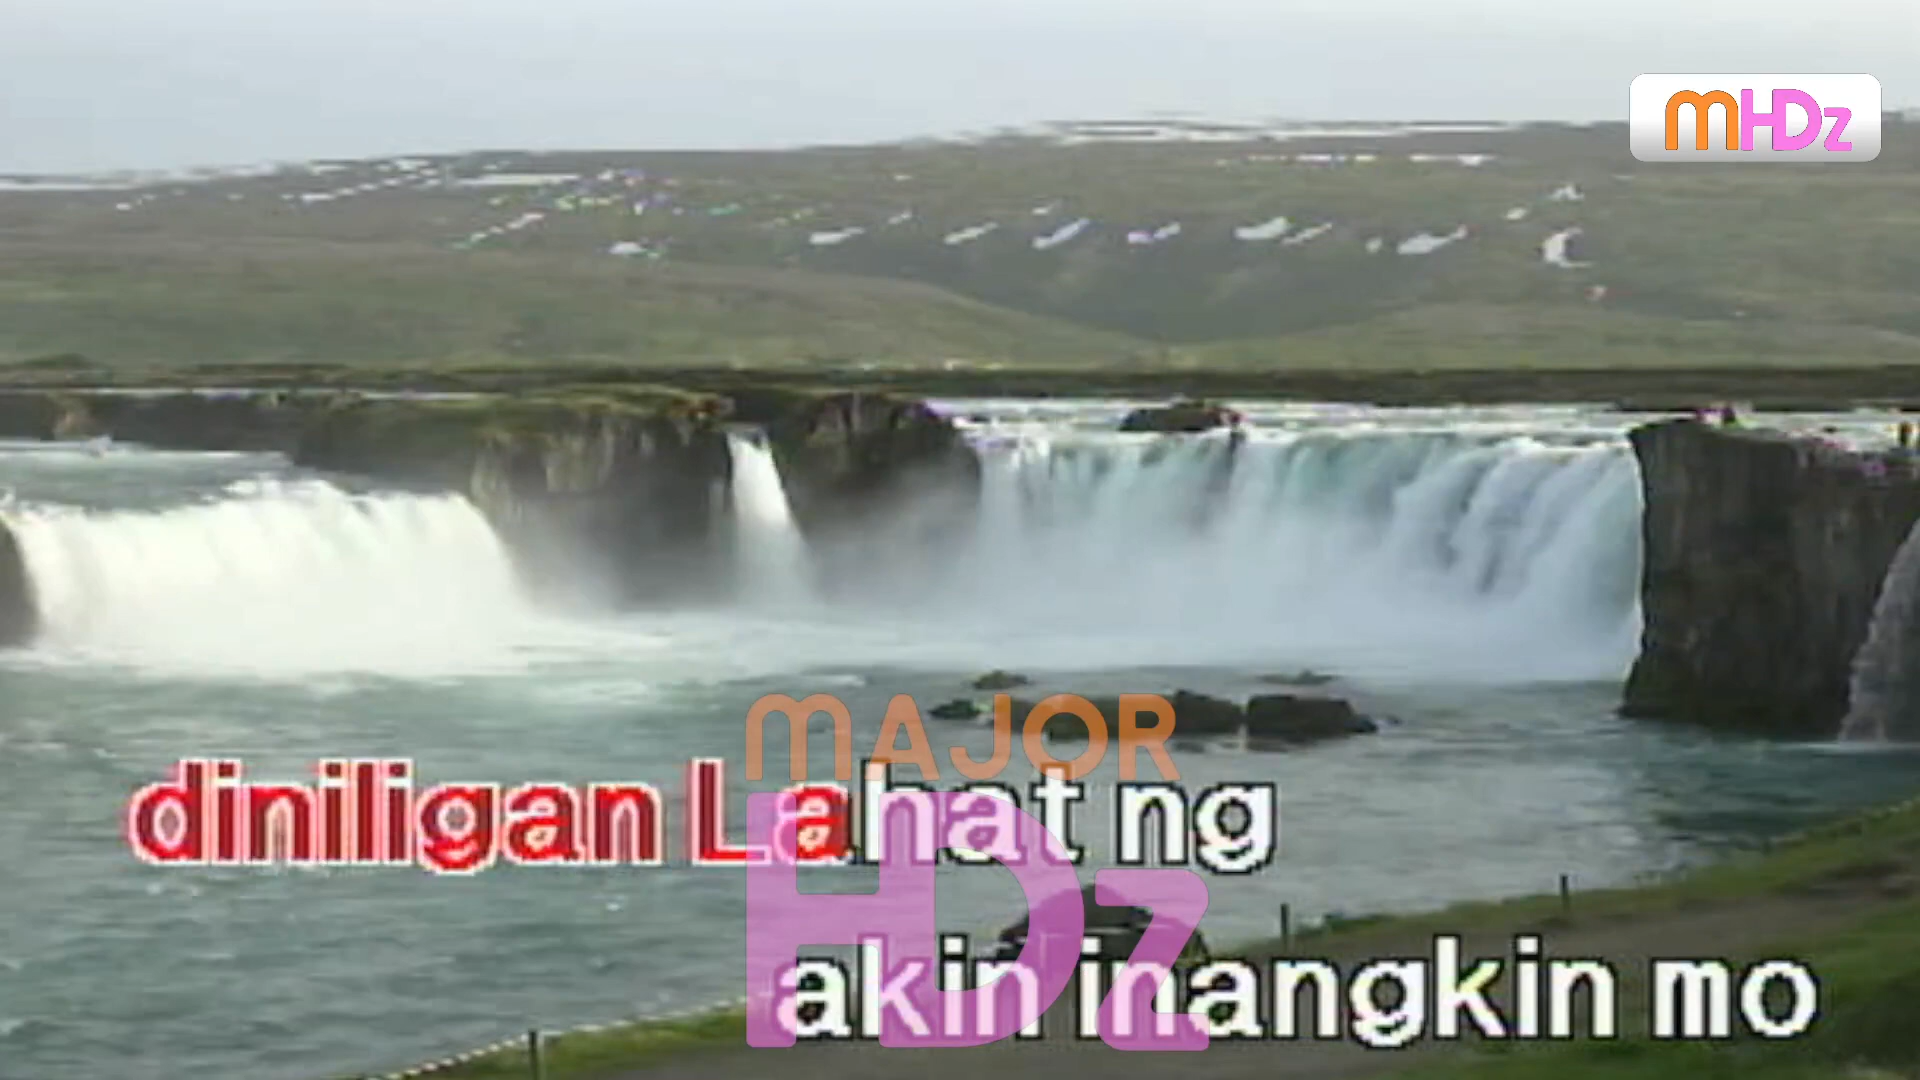 mHDz
mAJOR
HDz
diniligan Lahat ng
akin inangkin mo